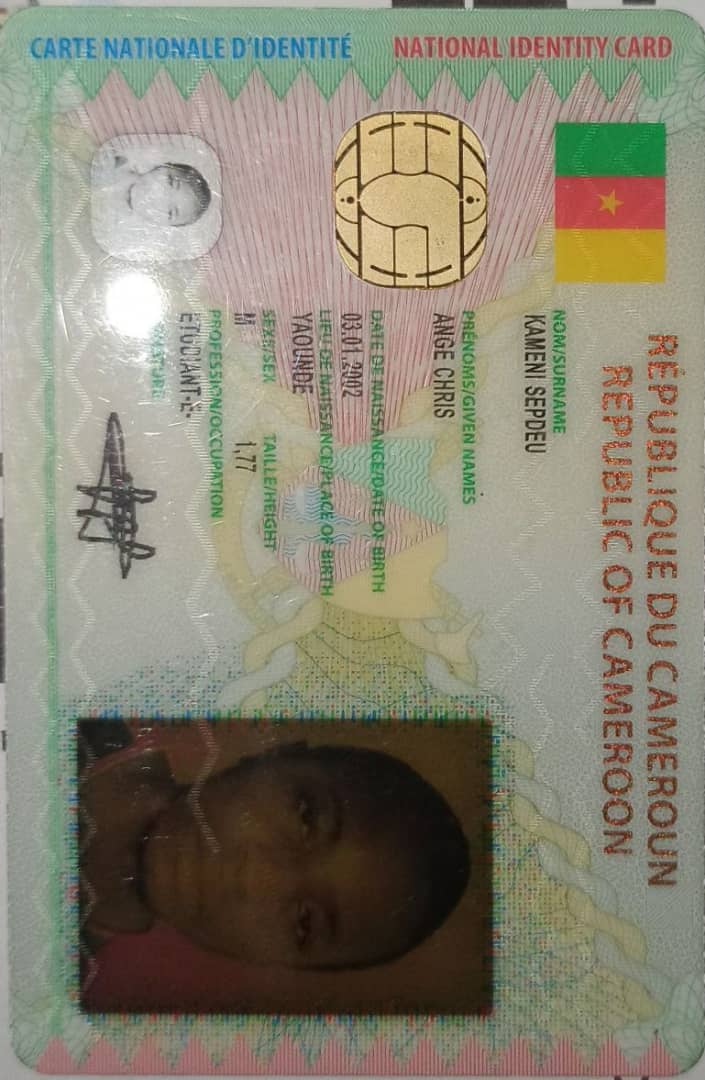 RÉPUBLIQUE DU CAMEROUN
REPUBLIC OF CAMEROON
CARTE NATIONALE D'IDENTITÉ
NATIONAL IDENTITY CARD
NOM/SURNAME
KAMENI SEPDEU
PRÉNOMS/GIVEN NAMES
ANGE CHRIS
DATE DE NAISSANCE/DATE OF BIRTH
03.01.2002
LIEU DE NAISSANCE/PLACE OF BIRTH
YAOUNDE
SEXE/SEX TAILLE/HEIGHT
M 1,77
PROFESSION/OCCUPATION
ETUDIANT-E-
SIGNATURE